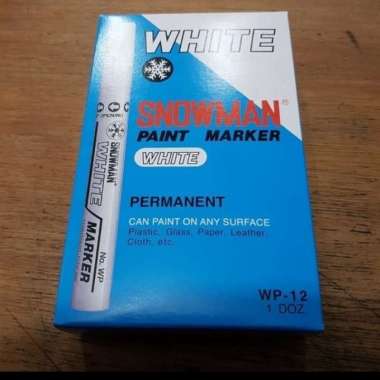 WHITE
SNOWMAN®
PAINT MARKER
WHITE
PERMANENT
CAN PAINT ON ANY SURFACE
Plastic, Glass, Paper, Leather,
Cloth, etc.
WP-12
1 DOZ.
SNOWMAN
WHITE
MARKER
No. WP